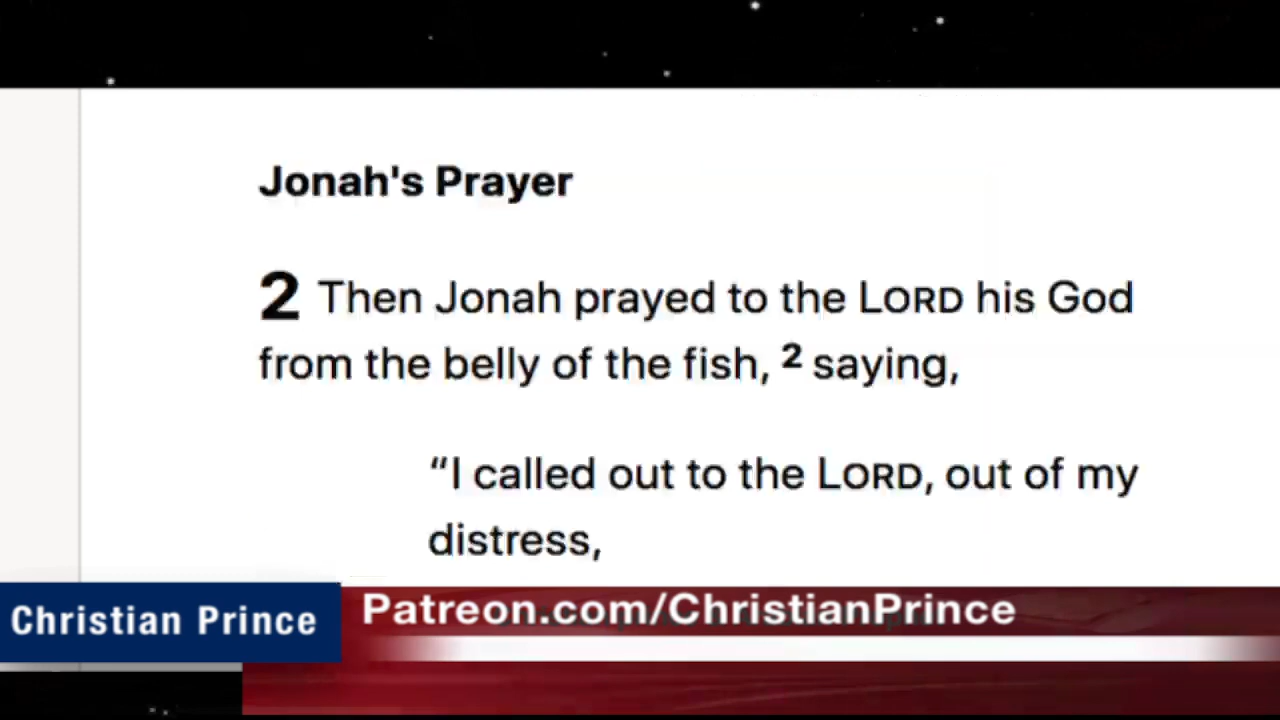 Jonah's Prayer
2 Then Jonah prayed to the LORD his God
from the belly of the fish, 2 saying,
“I called out to the LORD, out of my
distress,
Christian Prince
Patreon.com/ChristianPrince